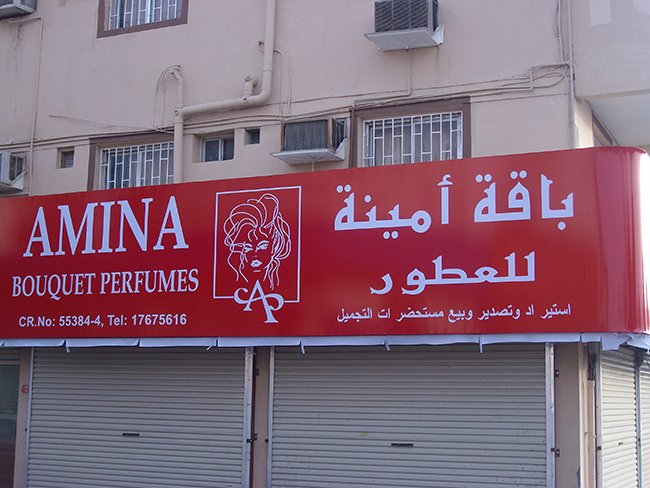 AMINA
BOUQUET PERFUMES
CR.No: 55384-4, Tel: 17675616
CAP
باقة أمينة
للعطور
استير اد وتصدير وبيع مستحضر ات التجميل